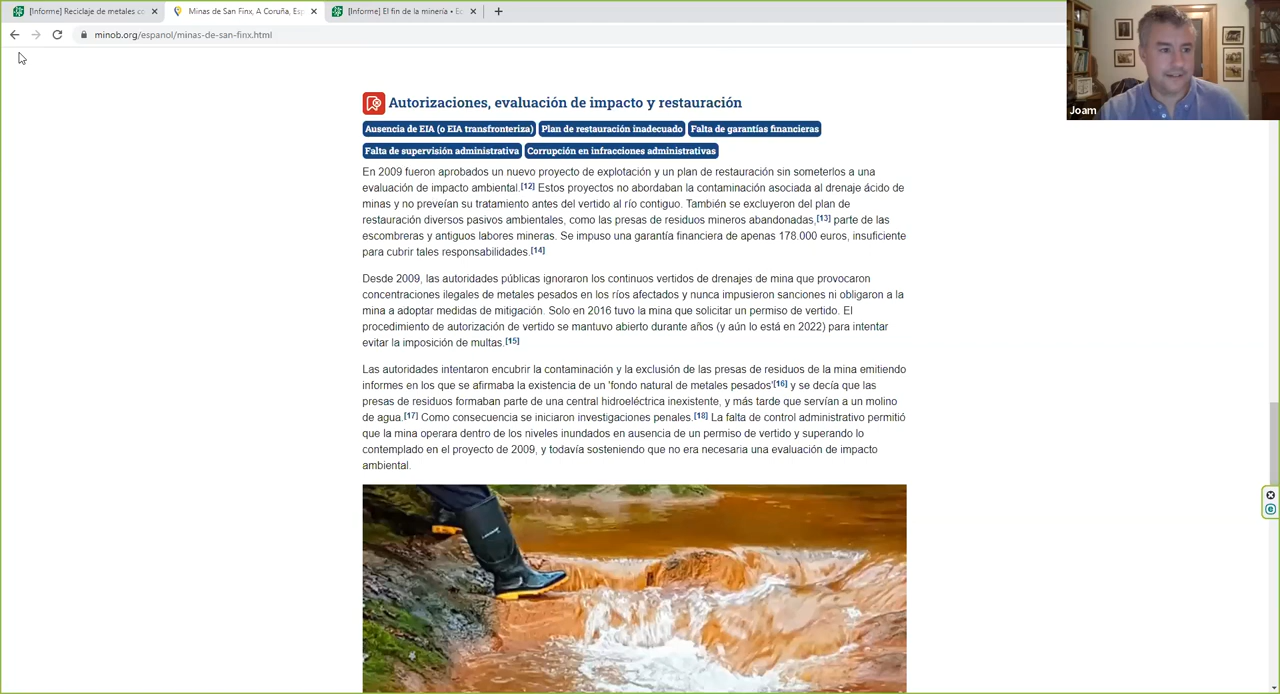 [Informe] Reciclaje de metales co
Minas de San Finx, A Coruña, Esp
[Informe] El fin de la minería • Ec
minob.org/espanol/minas-de-san-finx.html
Joam
Autorizaciones, evaluación de impacto y restauración
Ausencia de EIA (o EIA transfronteriza) Plan de restauración inadecuado Falta de garantías financieras
Falta de supervisión administrativa Corrupción en infracciones administrativas
En 2009 fueron aprobados un nuevo proyecto de explotación y un plan de restauración sin someterlos a una
evaluación de impacto ambiental.[12] Estos proyectos no abordaban la contaminación asociada al drenaje ácido de
minas y no preveían su tratamiento antes del vertido al río contiguo. También se excluyeron del plan de
restauración diversos pasivos ambientales, como las presas de residuos mineros abandonadas,[13] parte de las
escombreras y antiguos labores mineras. Se impuso una garantía financiera de apenas 178.000 euros, insuficiente
para cubrir tales responsabilidades.[14]
Desde 2009, las autoridades públicas ignoraron los continuos vertidos de drenajes de mina que provocaron
concentraciones ilegales de metales pesados en los ríos afectados y nunca impusieron sanciones ni obligaron a la
mina a adoptar medidas de mitigación. Solo en 2016 tuvo la mina que solicitar un permiso de vertido. El
procedimiento de autorización de vertido se mantuvo abierto durante años (y aún lo está en 2022) para intentar
evitar la imposición de multas.[15]
Las autoridades intentaron encubrir la contaminación y la exclusión de las presas de residuos de la mina emitiendo
informes en los que se afirmaba la existencia de un 'fondo natural de metales pesados'[16] y se decía que las
presas de residuos formaban parte de una central hidroeléctrica inexistente, y más tarde que servían a un molino
de agua.[17] Como consecuencia se iniciaron investigaciones penales.[18] La falta de control administrativo permitió
que la mina operara dentro de los niveles inundados en ausencia de un permiso de vertido y superando lo
contemplado en el proyecto de 2009, y todavía sosteniendo que no era necesaria una evaluación de impacto
ambiental.